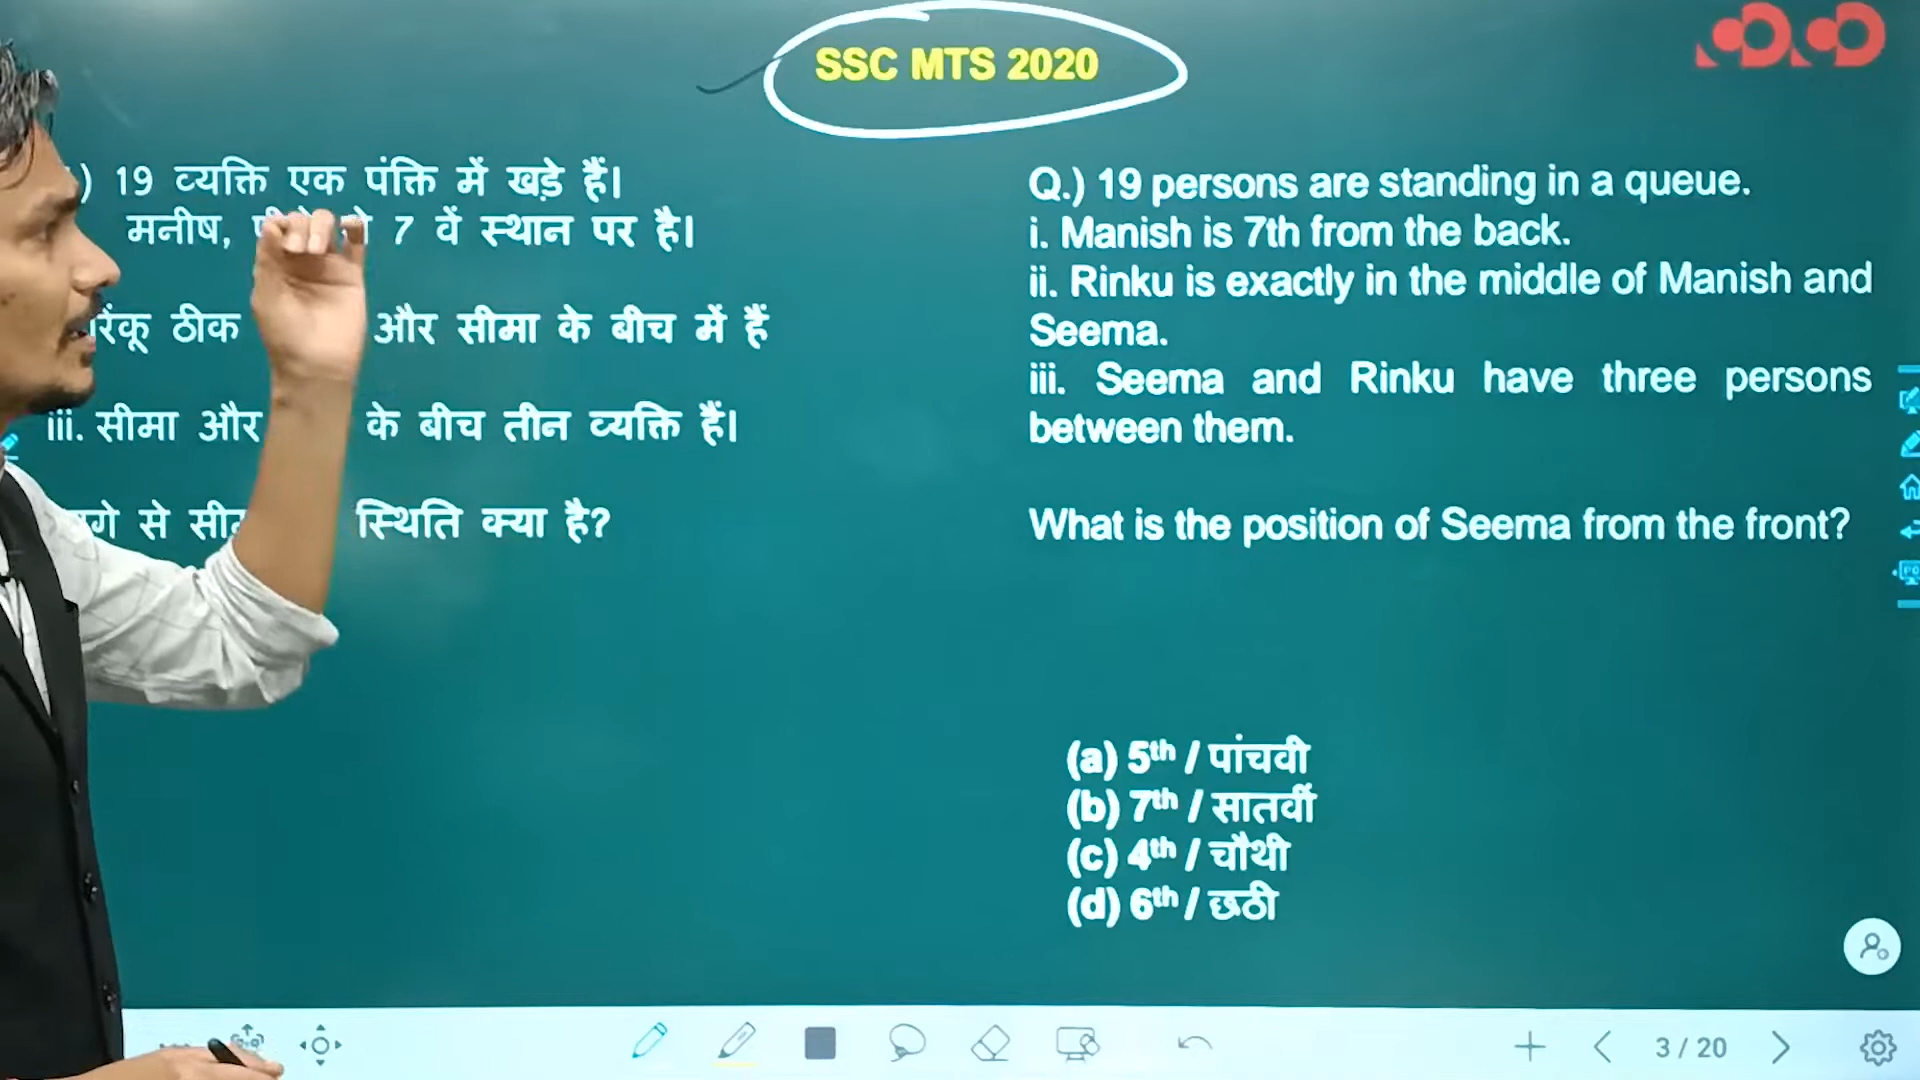 SSC MTS 2020
) 19 व्यक्ति एक पंक्ति में खड़े हैं।
मनीष, 7 वें स्थान पर है।
रिंकू ठीक और सीमा के बीच में हैं
iii. सीमा और के बीच तीन व्यक्ति हैं।
से स्थिति क्या है?
Q.) 19 persons are standing in a queue.
i. Manish is 7th from the back.
ii. Rinku is exactly in the middle of Manish and
Seema.
iii. Seema and Rinku have three persons
between them.
What is the position of Seema from the front?
(a) 5th / पांचवी
(b) 7th / सातवीं
(c) 4th / चौथी
(d) 6th / छठी
3 / 20